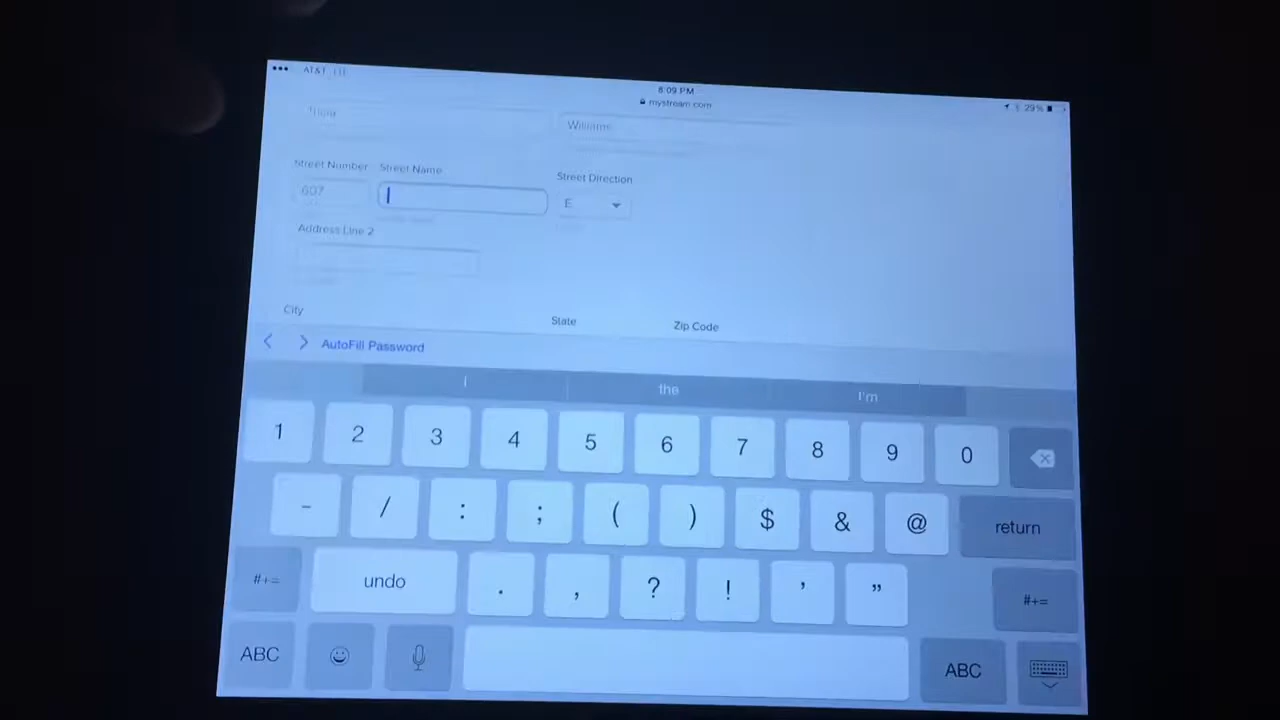 AT&T LTE
6:09 PM
mystream.com
29%
Williams
Street Number Street Name
Street Direction
607
E
Address Line 2
City
State
Zip Code
AutoFill Password
I the I'm
1 2 3 4 5 6 7 8 9 0
- / : ; ( ) $ & @ return
#+= undo . , ? ! ' " #+=
ABC ABC